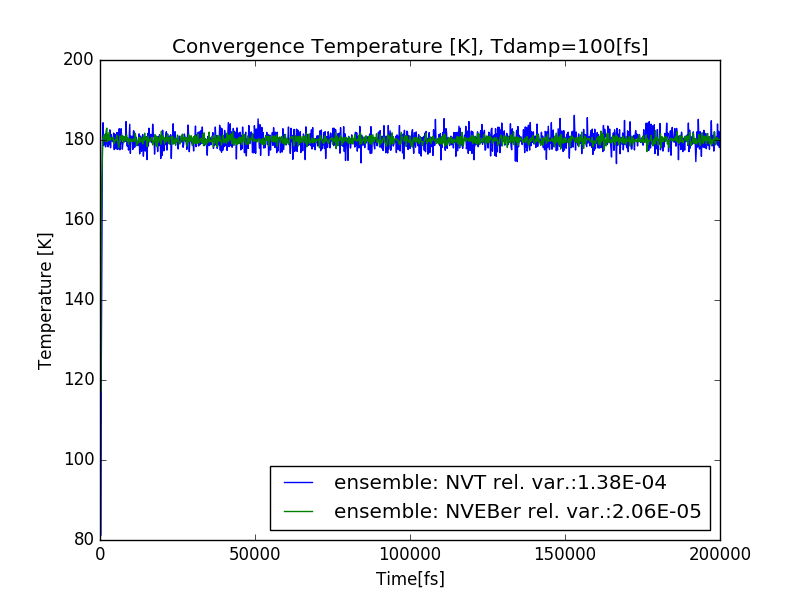 Convergence Temperature [K], Tdamp=100[fs]
200
180
160
140
120
100
80
Temperature [K]
ensemble: NVT rel. var.:1.38E-04
ensemble: NVEBer rel. var.:2.06E-05
0 50000 100000 150000 200000
Time[fs]